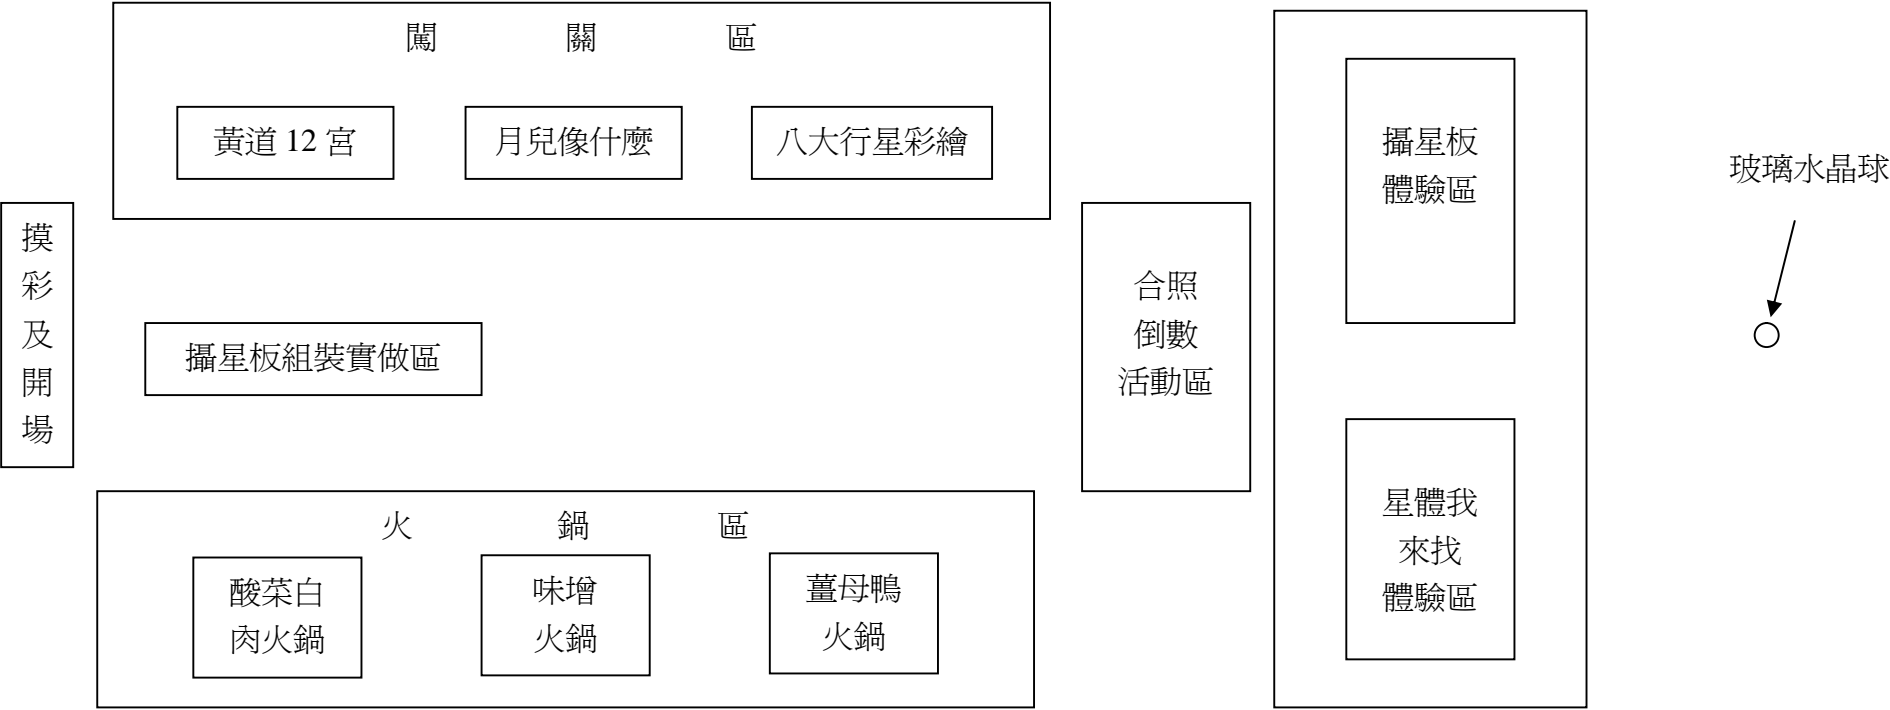 闖 關 區
黃道 12 宮
月兒像什麼
八大行星彩繪
摸
彩
及
開
場
攝星板組裝實做區
火 鍋 區
酸菜白
肉火鍋
味增
火鍋
薑母鴨
火鍋
合照
倒數
活動區
攝星板
體驗區
星體我
來找
體驗區
玻璃水晶球